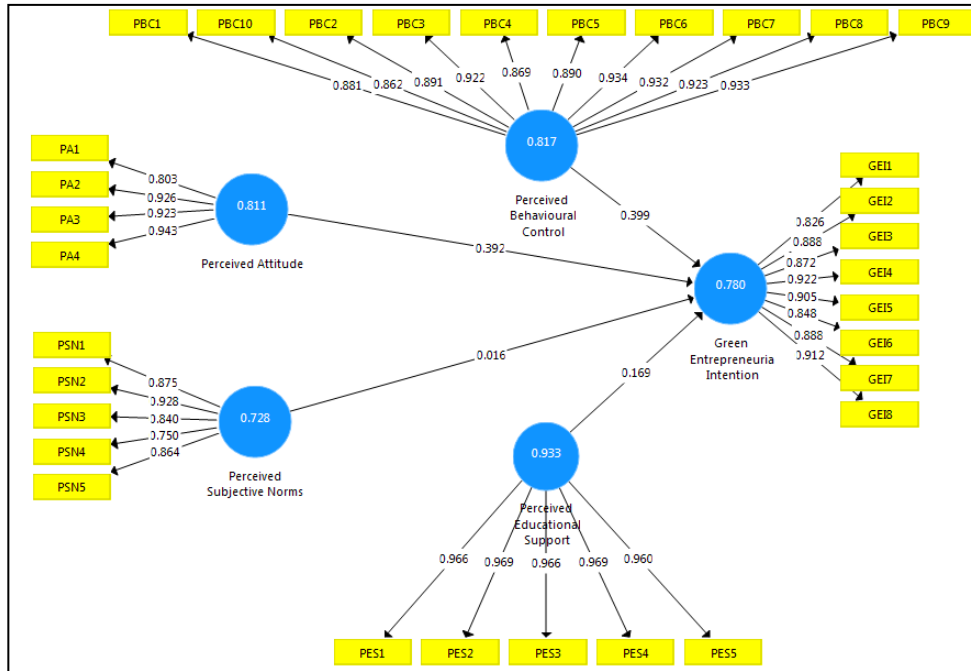 PBC1 PBC10 PBC2 PBC3 PBC4 PBC5 PBC6 PBC7 PBC8 PBC9
0.881 0.862 0.891 0.922 0.869 0.890 0.934 0.932 0.923 0.933
0.817
Perceived
Behavioural
Control
PA1
PA2
PA3
PA4
0.803
0.926
0.923
0.943
0.811
Perceived Attitude
0.399
0.392
GEI1
GEI2
GEI3
GEI4
GEI5
GEI6
GEI7
GEI8
0.826
0.888
0.872
0.922
0.905
0.848
0.888
0.912
0.780
Green
Entrepreneuria
Intention
PSN1
PSN2
PSN3
PSN4
PSN5
0.875
0.928
0.840
0.750
0.864
0.728
Perceived
Subjective Norms
0.016
0.169
0.933
Perceived
Educational
Support
0.966 0.969 0.966 0.969 0.960
PES1 PES2 PES3 PES4 PES5